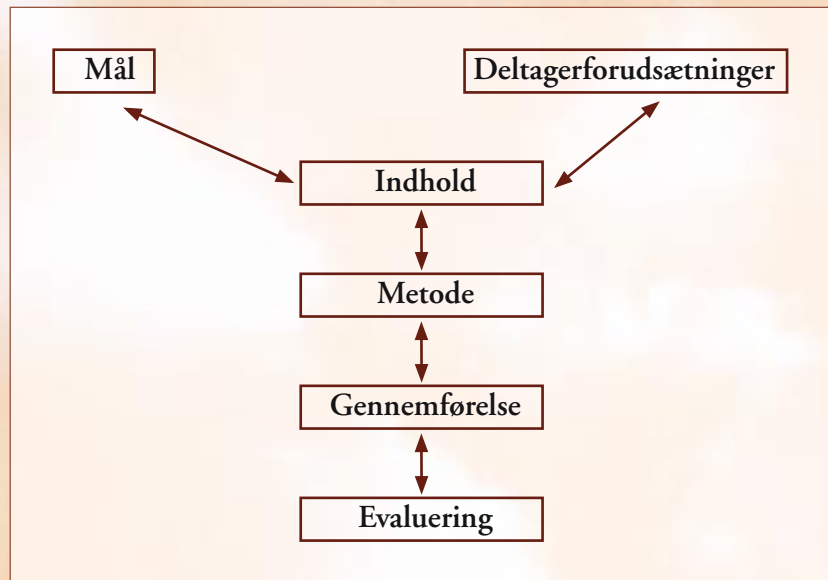 Mål
Deltagerforudsætninger
Indhold
Metode
Gennemførelse
Evaluering